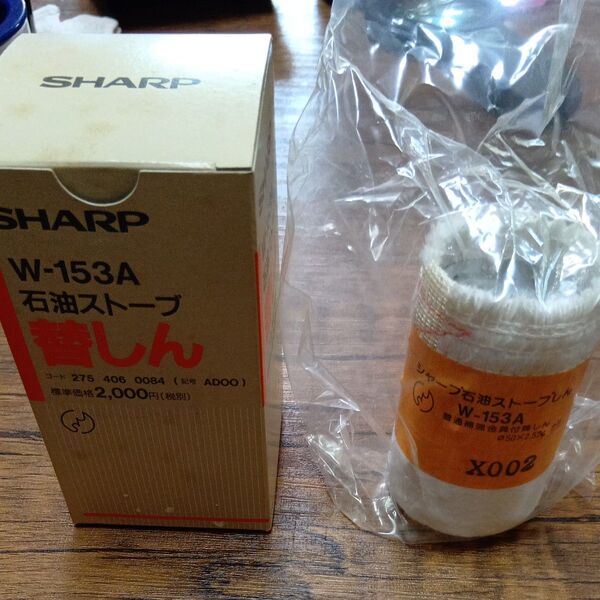 SHARP
SHARP
W-153A
石油ストーブ
替しん
コード 275 406 0084 (記号 AD00)
標準価格2,000円(税別)
シャープ石油ストーブしん
W-153A
X002